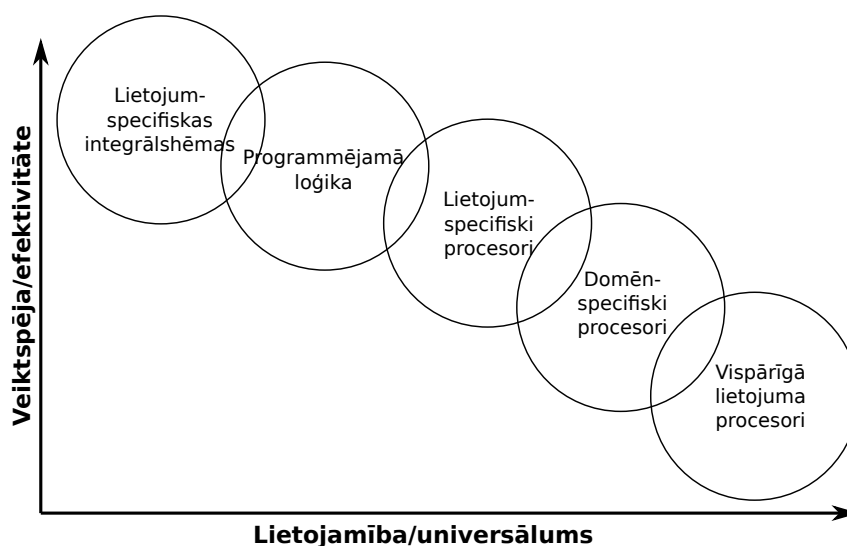 Lietojum-
specifiskas
integrālshēmas
Programmējamā
loģika
Lietojum-
specifiski
procesori
Domēn-
specifiski
procesori
Vispārīgā
lietojuma
procesori
Veiktspēja/efektivitāte
Lietojamība/universālums